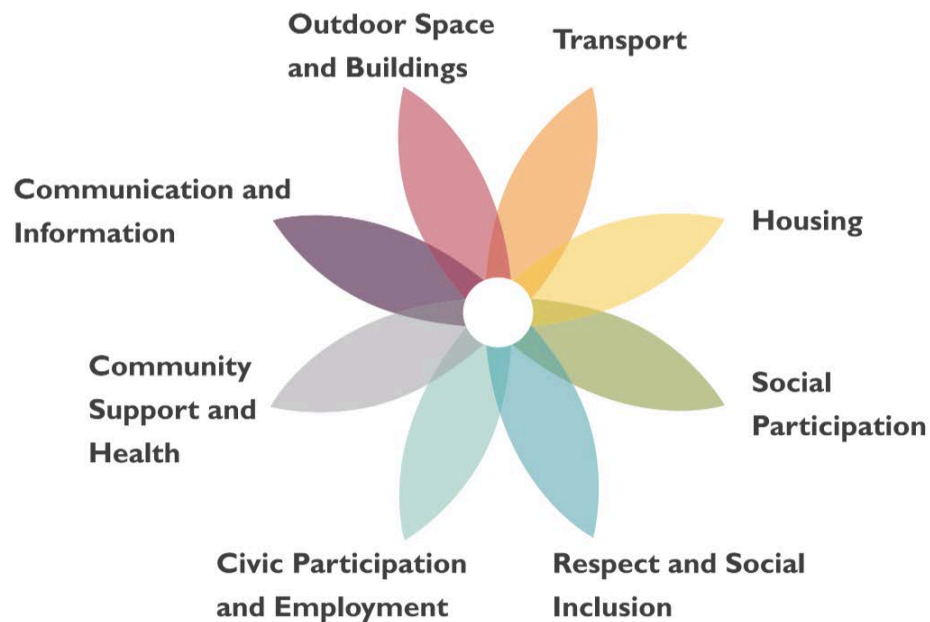 Outdoor Space
and Buildings
Transport
Communication and
Information
Housing
Community
Support and
Health
Social
Participation
Civic Participation
and Employment
Respect and Social
Inclusion